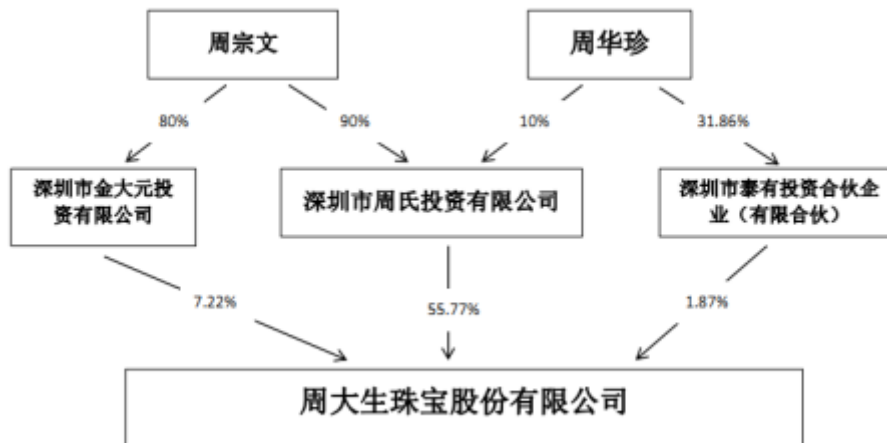 周宗文
周华珍
80%
90%
10%
31.86%
深圳市金大元投
资有限公司
深圳市周氏投资有限公司
深圳市泰有投资合伙企
业（有限合伙）
7.22%
55.77%
1.87%
周大生珠宝股份有限公司